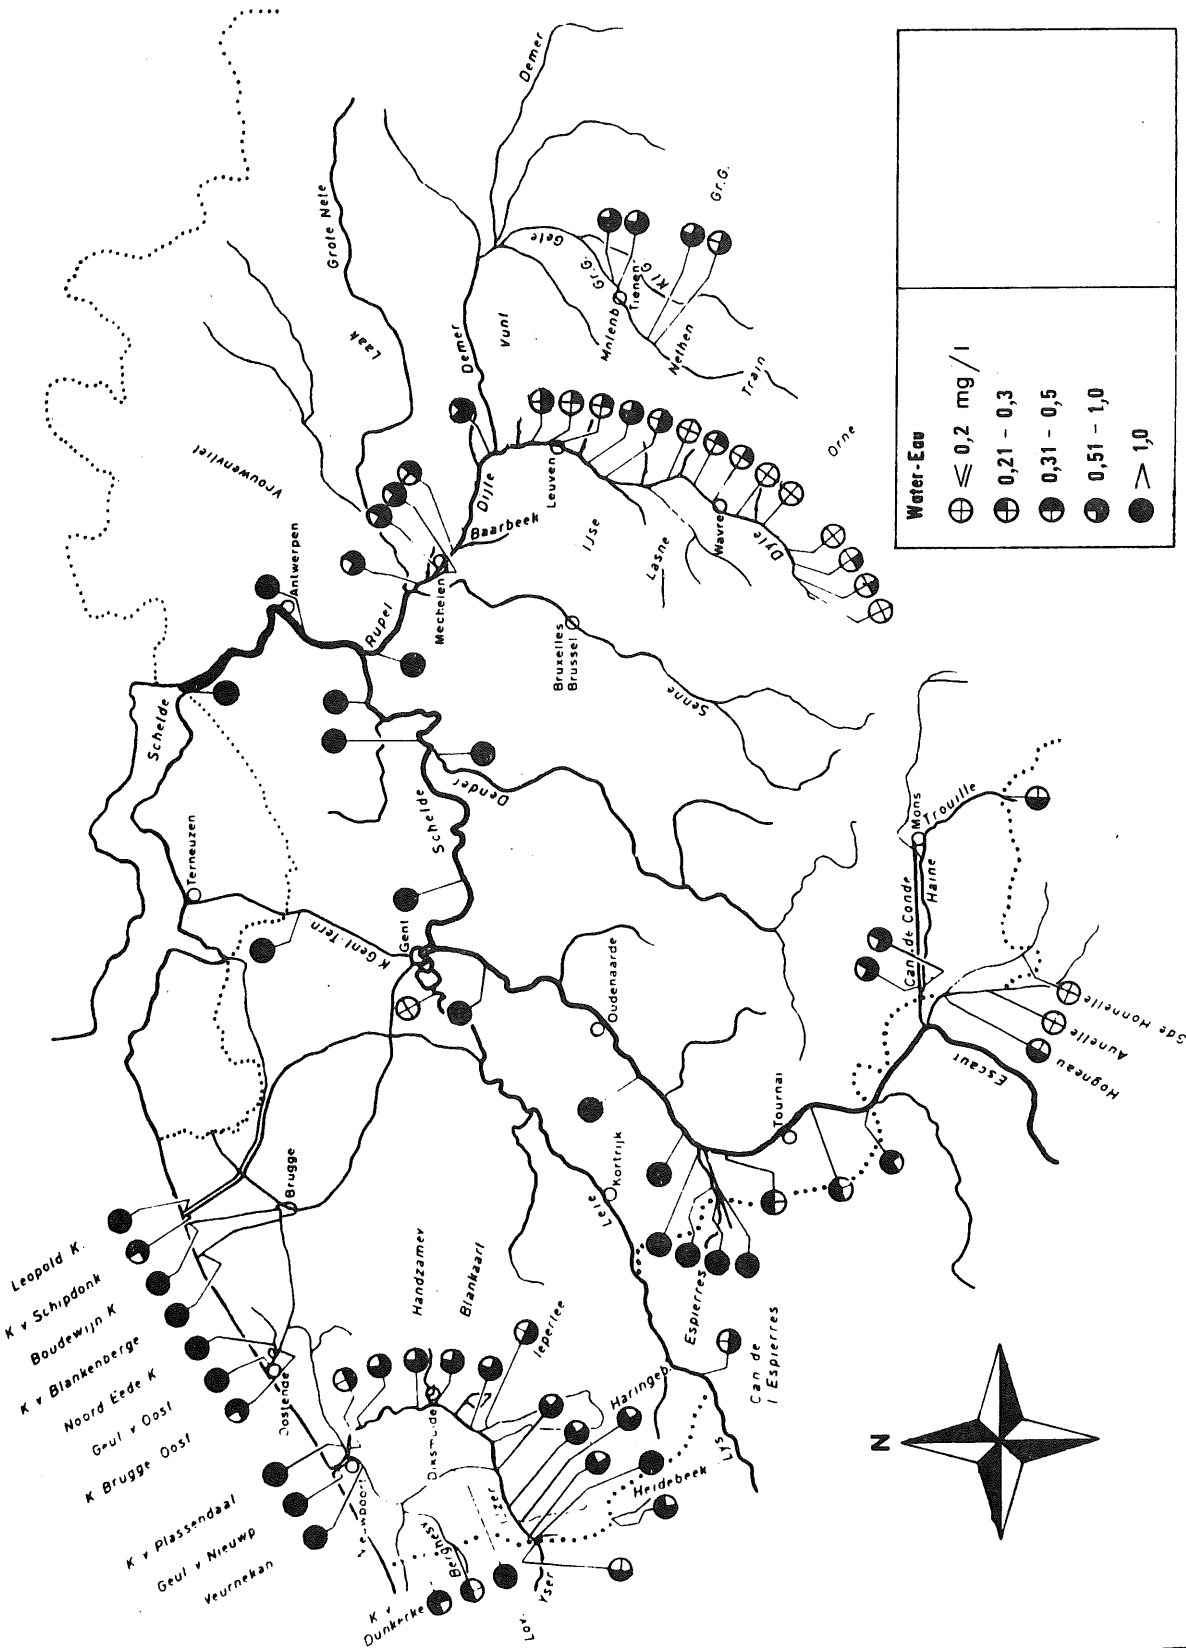 Leopold K.
K v Schipdonk
Boudewijn K
K v Blankenberge
Noord Eede K
Geul v Oost
K Brugge Oost
K v Plassendaal
Geul v Nieuwp
Veurnekan
K v
Dunkerke
Berghesv
Lov.
Yser
Ijzer
Diksmuide
Oostende
Brugge
Handzamev
Blankaart
Ieperlee
Haringeb.
Heidebeek
Lys
Leie
Kortrijk
Espierres
Can de
l Espierres
Tournai
Oudenaarde
Escaut
Hogneau
Aunelle
Gde Honnelle
Can. de Conde
Haine
Mons
Trouille
Gent
K Gent-Tern
Terneuzen
Schelde
Schelde
Dender
Antwerpen
Rupel
Mechelen
Bruxelles
Brussel
Senne
Vrouwenvliet
Laak
Grote Nete
Baarbeek
Dijle
Demer
Demer
Vunt
Leuven
IJse
Lasne
Wavre
Dyle
Orne
Train
Nethen
Molenb
Tienen
Gr.G.
Kl G.
Gete
Gr.G.
Water-Eau
≤ 0,2 mg/l
0,21 - 0,3
0,31 - 0,5
0,51 - 1,0
> 1,0
N